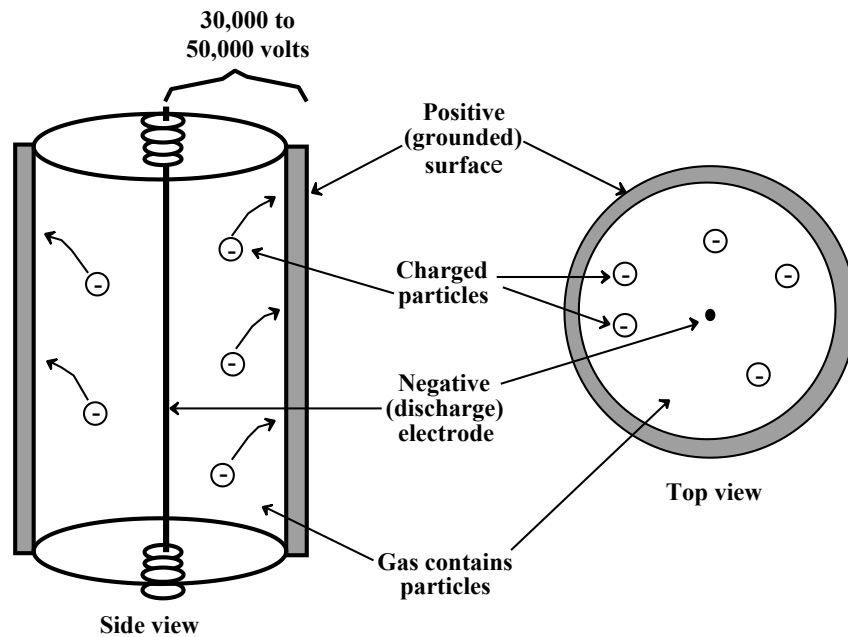 30,000 to
50,000 volts
Positive
(grounded)
surface
Charged
particles
Negative
(discharge)
electrode
Gas contains
particles
Side view
Top view
-
-
-
-
-
-
-
-
-
-